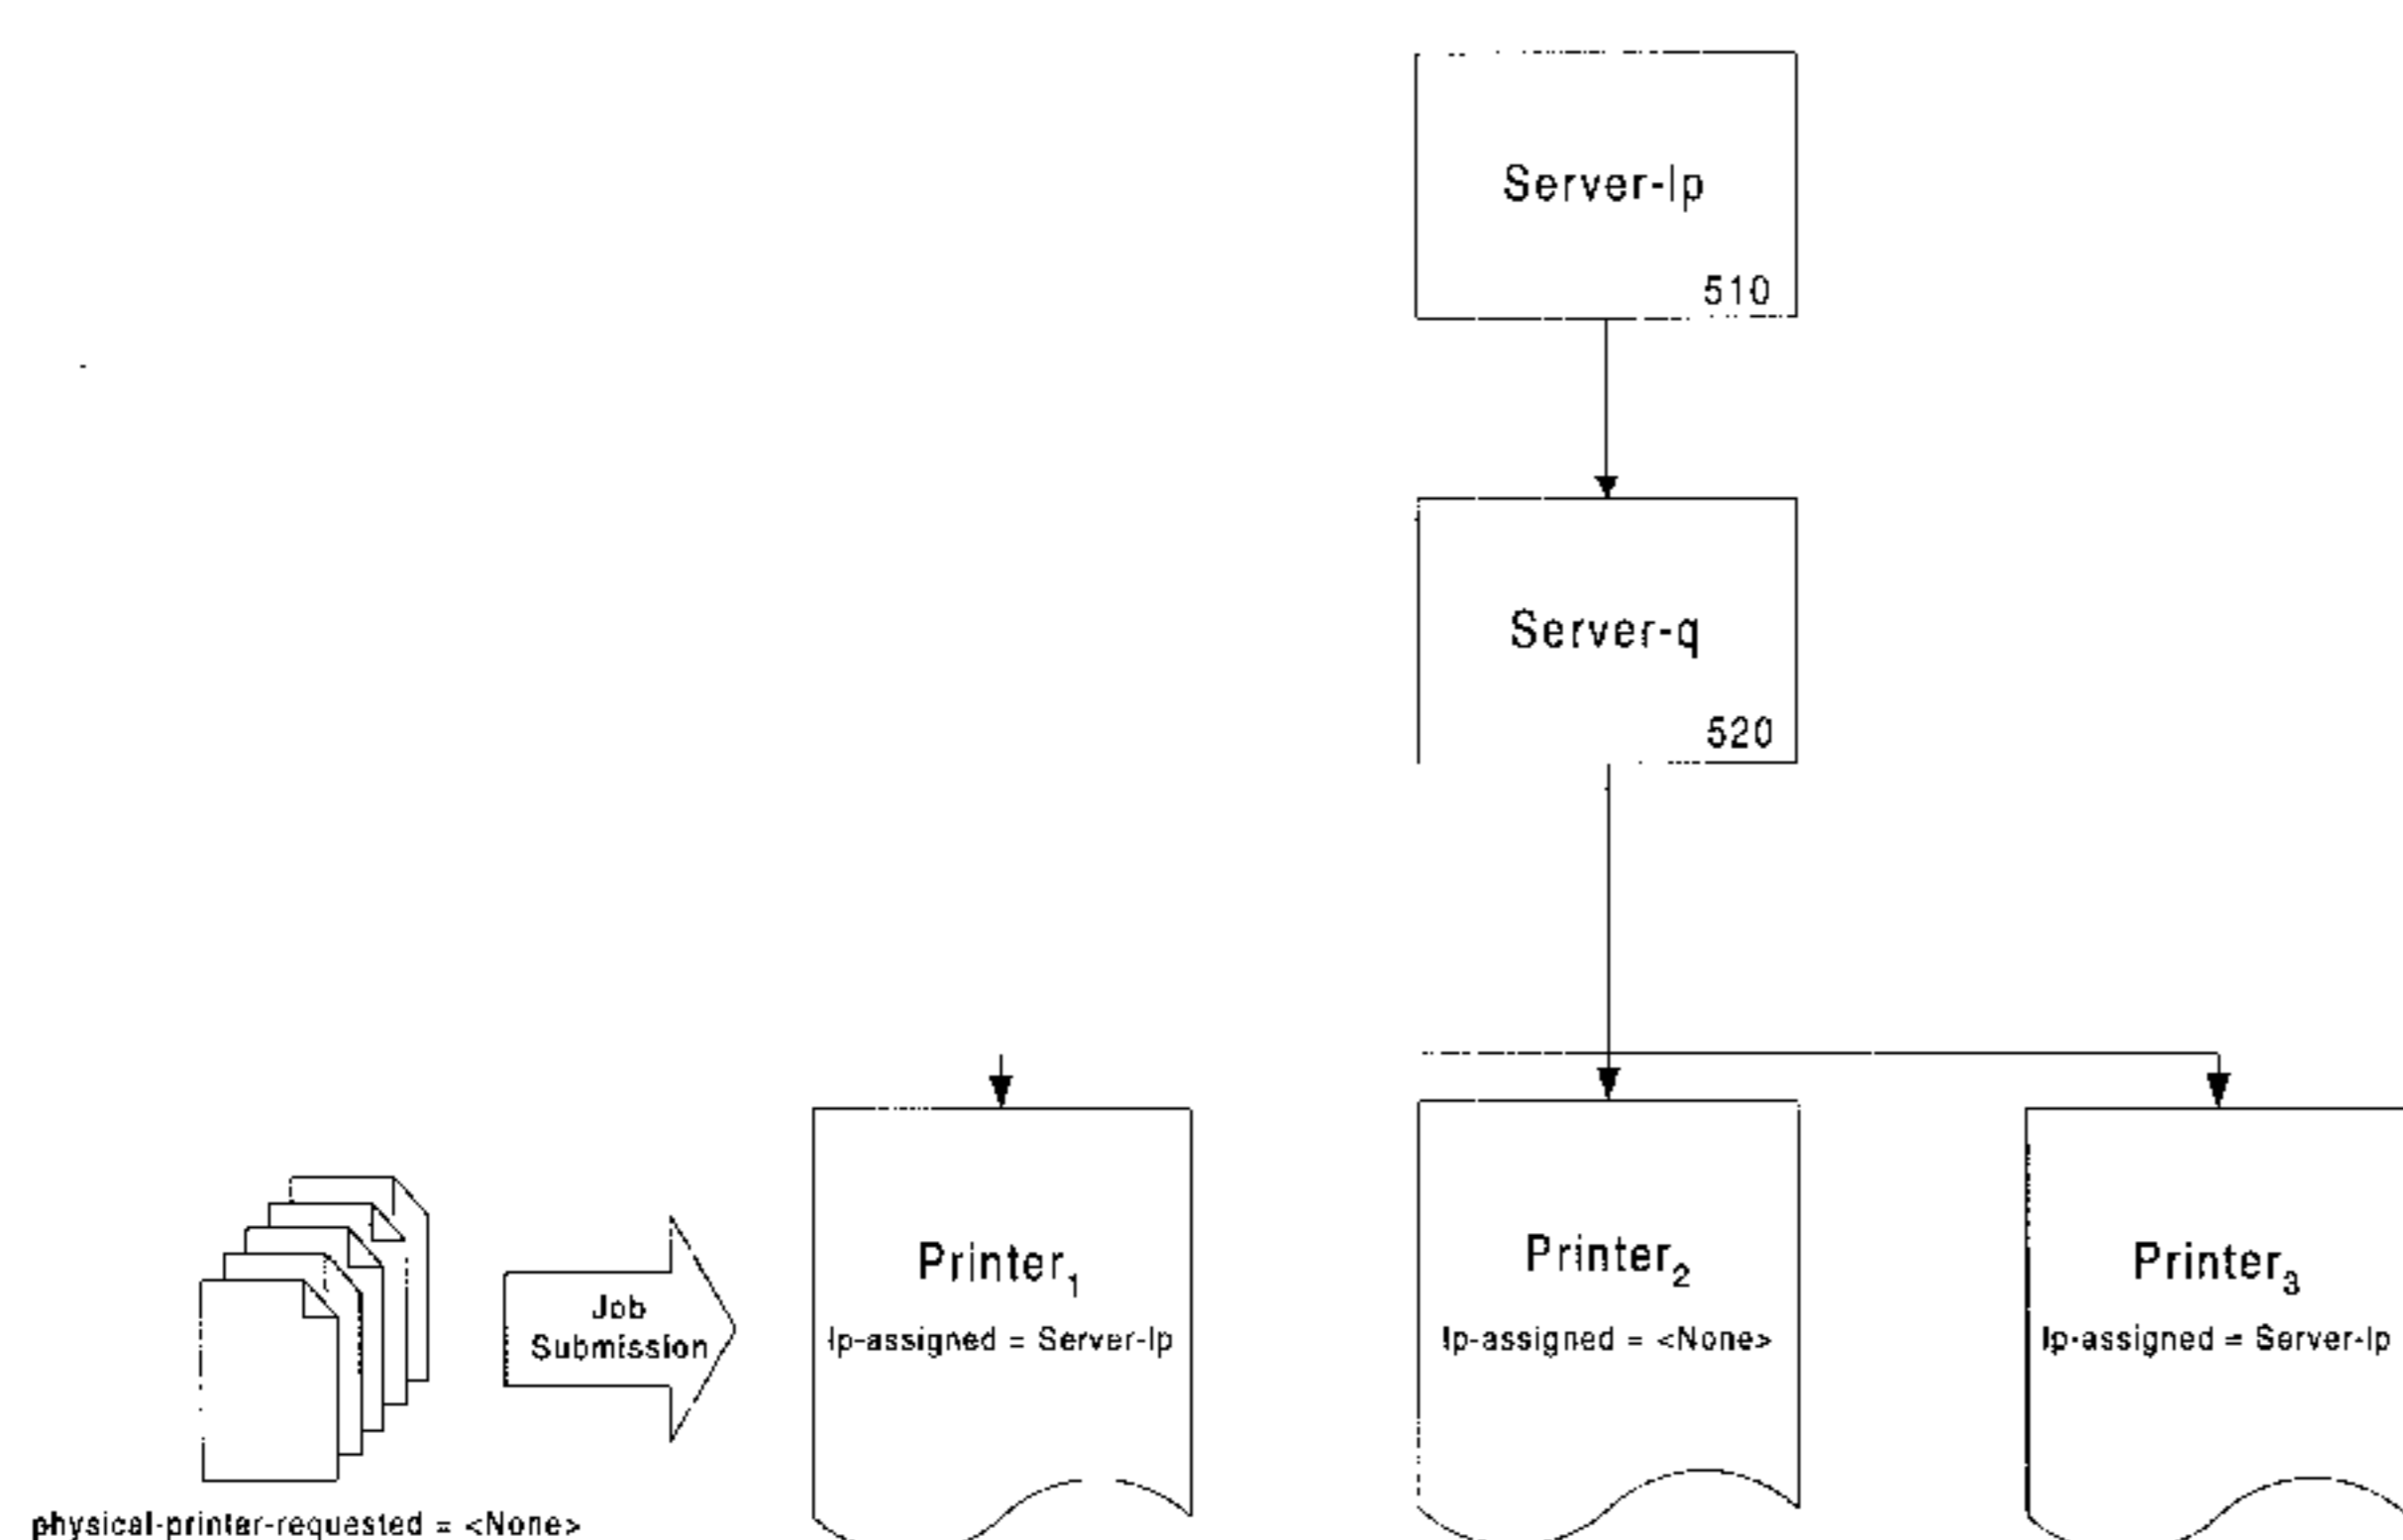 Server-lp
510
Server-q
520
Printer1
lp-assigned = Server-lp
Printer2
lp-assigned = <None>
Printer3
lp-assigned = Server-lp
Job
Submission
physical-printer-requested = <None>